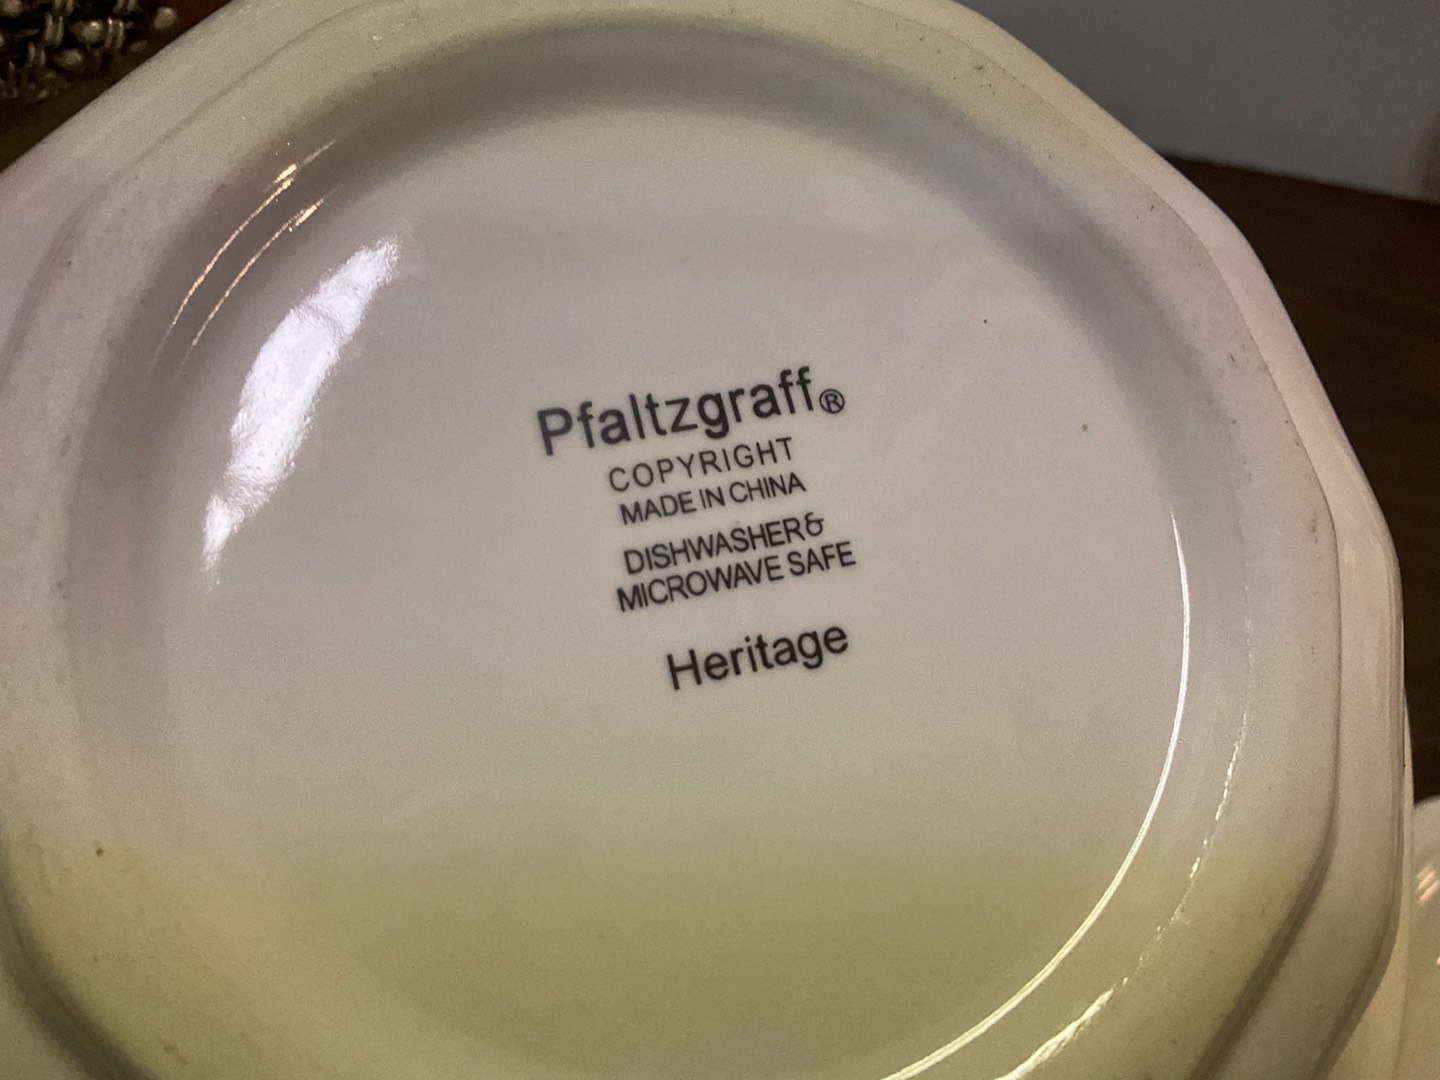 Pfaltzgraff®
COPYRIGHT
MADE IN CHINA
DISHWASHER&
MICROWAVE SAFE
Heritage